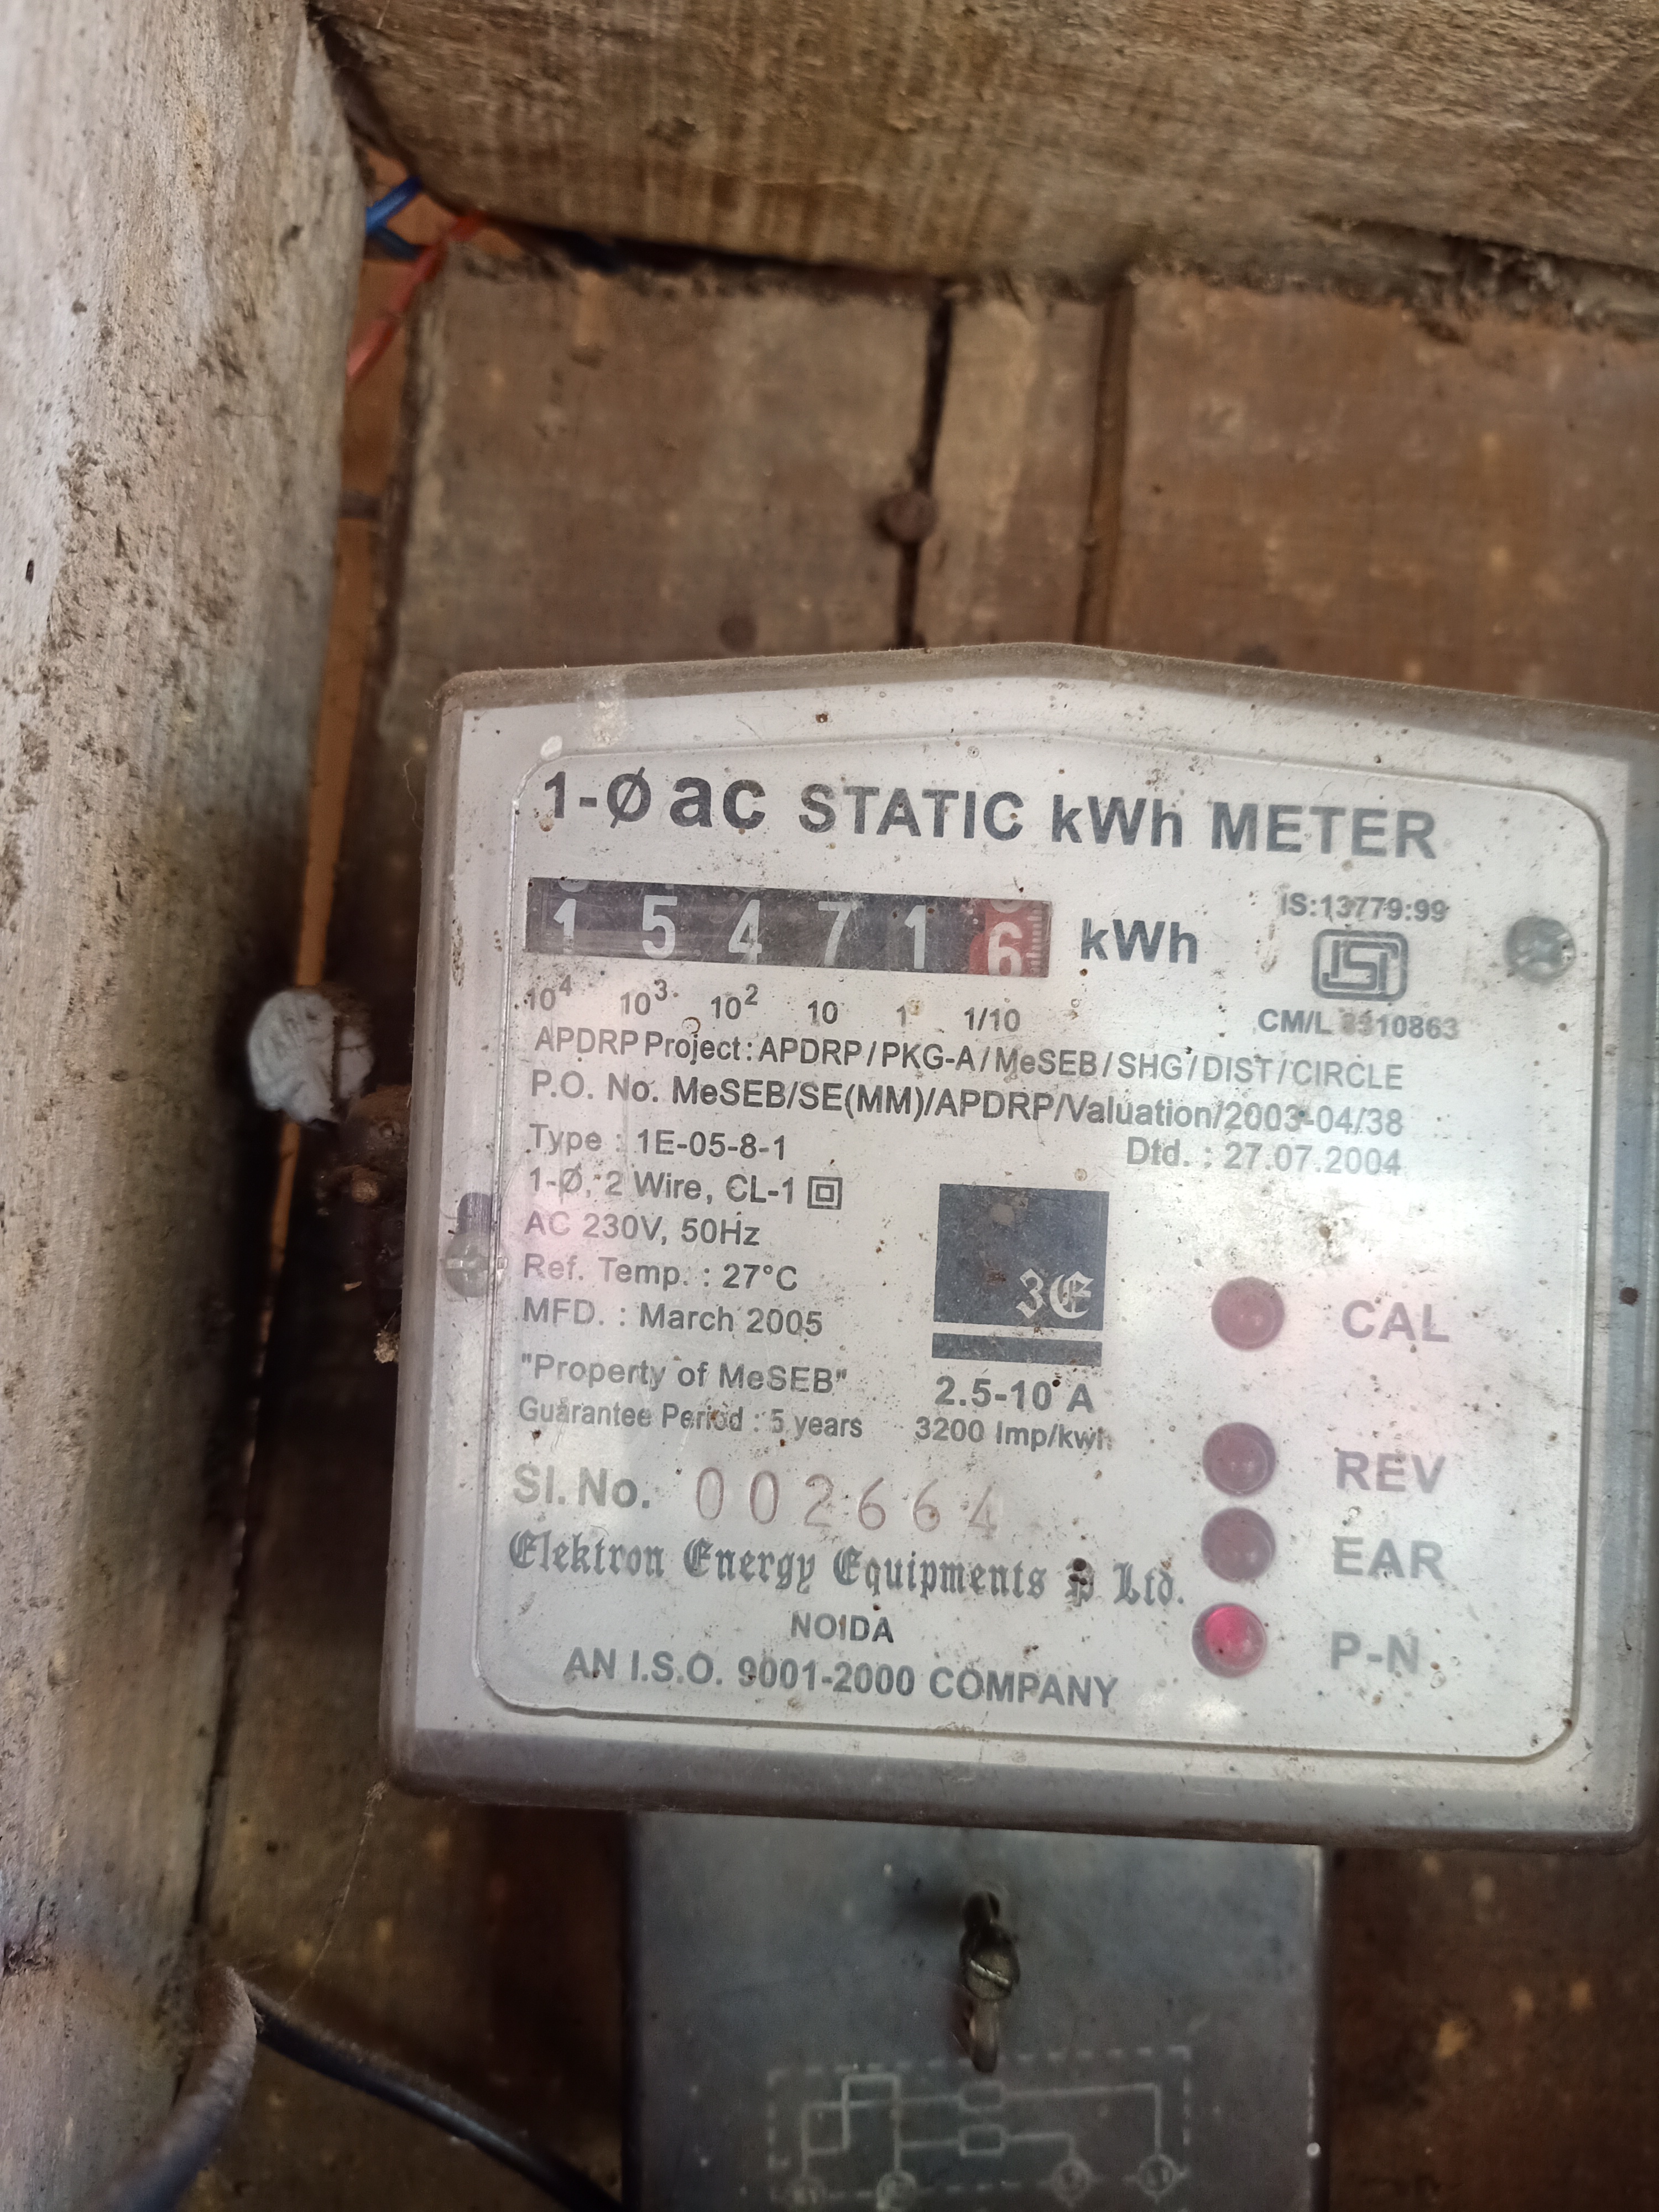 1-Ø ac STATIC kWh METER
1 5 4 7 1 6 kWh
IS:13779:99
ISI
10⁴ 10³ 10² 10 1 1/10
CM/L 10863
APDRP Project: APDRP/PKG-A/MeSEB/SHG/DIST/CIRCLE
P.O. No. MeSEB/SE(MM)/APDRP/Valuation/2003-04/38
Dtd. : 27.07.2004
Type : 1E-05-8-1
1-Ø, 2 Wire, CL-1
AC 230V, 50Hz
Ref. Temp. : 27°C
MFD. : March 2005
"Property of MeSEB"
Guarantee Period : 5 years
3E
2.5-10 A
3200 Imp/kwh
CAL
REV
EAR
P-N
Sl. No. 002664
Elektron Energy Equipments P Ltd.
NOIDA
AN I.S.O. 9001-2000 COMPANY